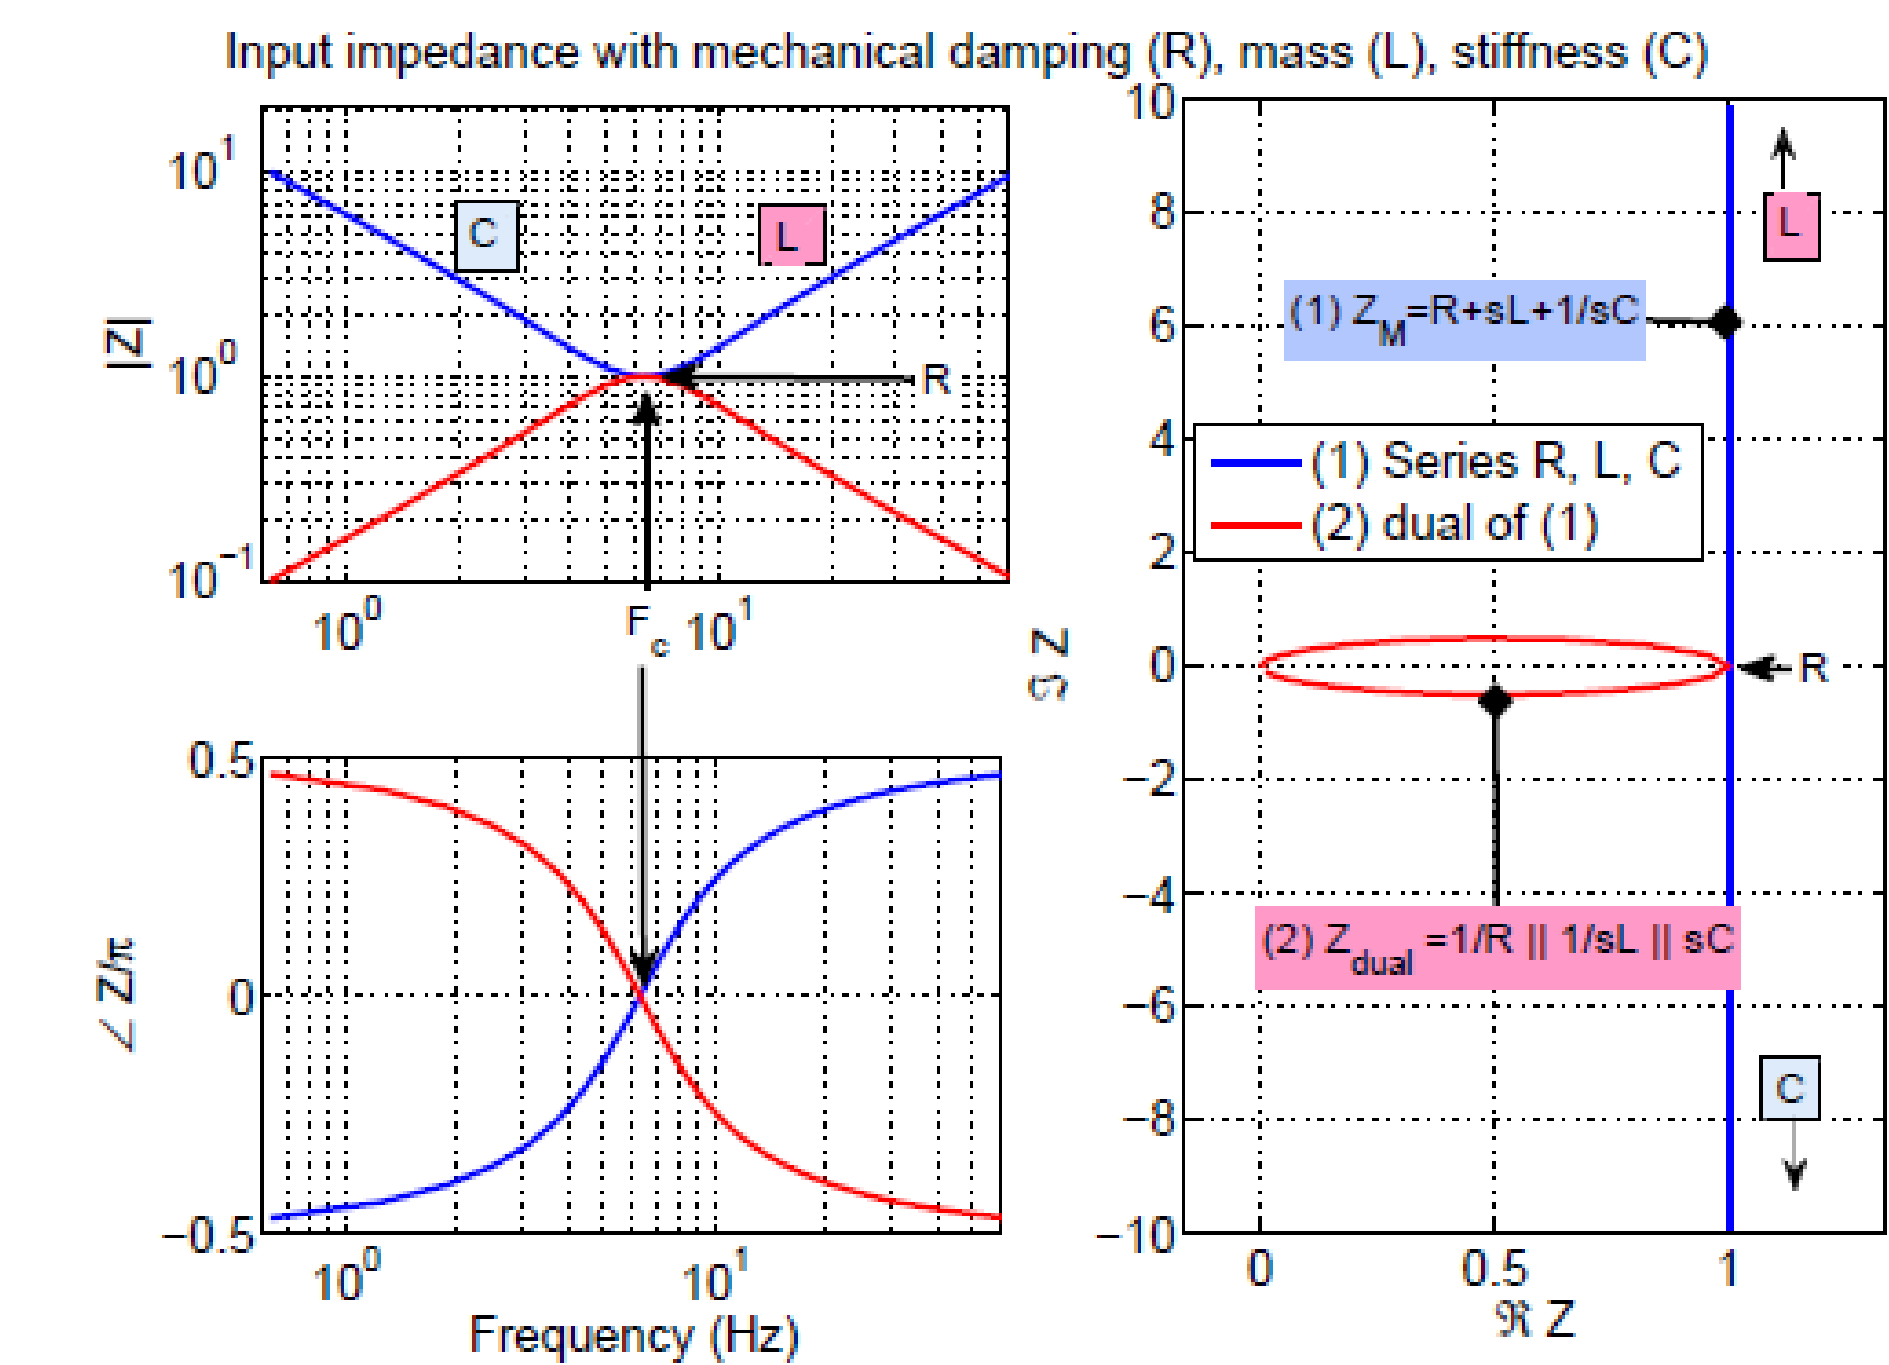 Input impedance with mechanical damping (R), mass (L), stiffness (C)
|Z|
10^1
10^0
10^-1
C
L
R
10^0
F_c
10^1
∠ Z/π
0.5
0
−0.5
10^0
10^1
Frequency (Hz)
ℑ Z
10
8
6
4
2
0
−2
−4
−6
−8
−10
L
(1) Z_M=R+sL+1/sC
(1) Series R, L, C
(2) dual of (1)
R
(2) Z_dual =1/R || 1/sL || sC
C
0
0.5
1
ℜ Z